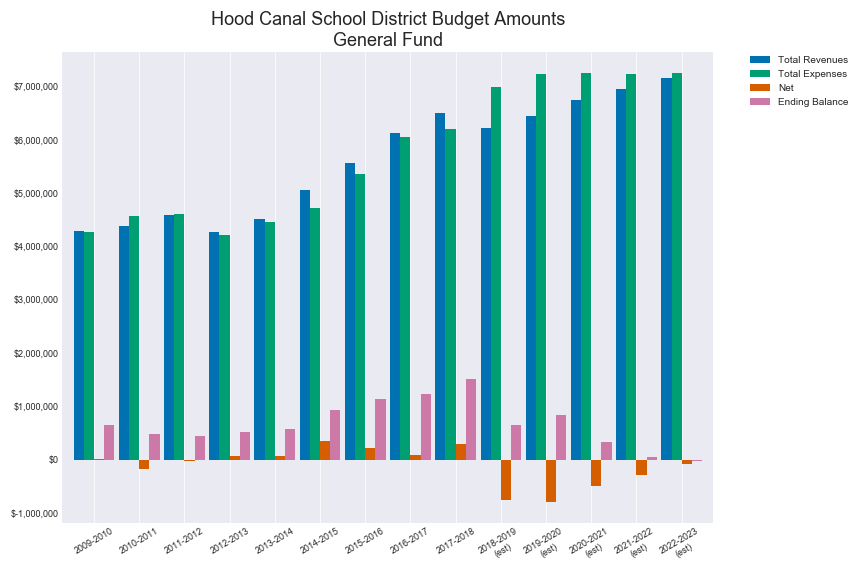 Hood Canal School District Budget Amounts
General Fund
Total Revenues
Total Expenses
Net
Ending Balance
$7,000,000
$6,000,000
$5,000,000
$4,000,000
$3,000,000
$2,000,000
$1,000,000
$0
$-1,000,000
2009-2010
2010-2011
2011-2012
2012-2013
2013-2014
2014-2015
2015-2016
2016-2017
2017-2018
2018-2019
(est)
2019-2020
(est)
2020-2021
(est)
2021-2022
(est)
2022-2023
(est)